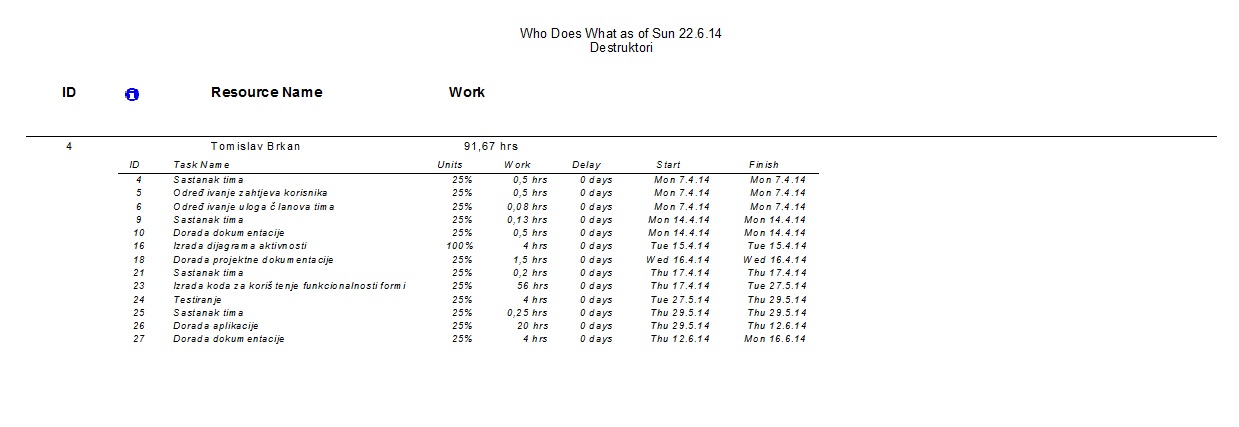 Who Does What as of Sun 22.6.14
Destruktori
ID Resource Name Work
4 Tomislav Brkan 91,67 hrs
ID Task Name Units Work Delay Start Finish
4 Sastanak tima 25% 0,5 hrs 0 days Mon 7.4.14 Mon 7.4.14
5 Određivanje zahtjeva korisnika 25% 0,5 hrs 0 days Mon 7.4.14 Mon 7.4.14
6 Određivanje uloga članova tima 25% 0,08 hrs 0 days Mon 7.4.14 Mon 7.4.14
9 Sastanak tima 25% 0,13 hrs 0 days Mon 14.4.14 Mon 14.4.14
10 Dorada dokumentacije 25% 0,5 hrs 0 days Mon 14.4.14 Mon 14.4.14
16 Izrada dijagrama aktivnosti 100% 4 hrs 0 days Tue 15.4.14 Tue 15.4.14
18 Dorada projektne dokumentacije 25% 1,5 hrs 0 days Wed 16.4.14 Wed 16.4.14
21 Sastanak tima 25% 0,2 hrs 0 days Thu 17.4.14 Thu 17.4.14
23 Izrada koda za korištenje funkcionalnosti formi 25% 56 hrs 0 days Thu 17.4.14 Tue 27.5.14
24 Testiranje 25% 4 hrs 0 days Tue 27.5.14 Thu 29.5.14
25 Sastanak tima 25% 0,25 hrs 0 days Thu 29.5.14 Thu 29.5.14
26 Dorada aplikacije 25% 20 hrs 0 days Thu 29.5.14 Thu 12.6.14
27 Dorada dokumentacije 25% 4 hrs 0 days Thu 12.6.14 Mon 16.6.14